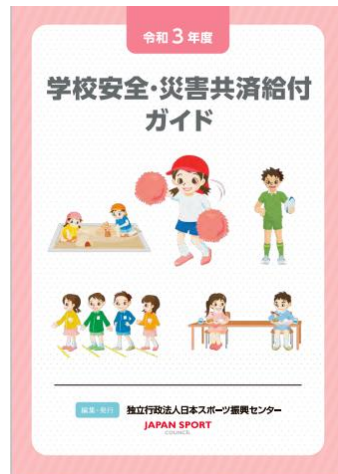 令和3年度
学校安全・災害共済給付
ガイド
編集・発行 独立行政法人日本スポーツ振興センター
JAPAN SPORT
COUNCIL